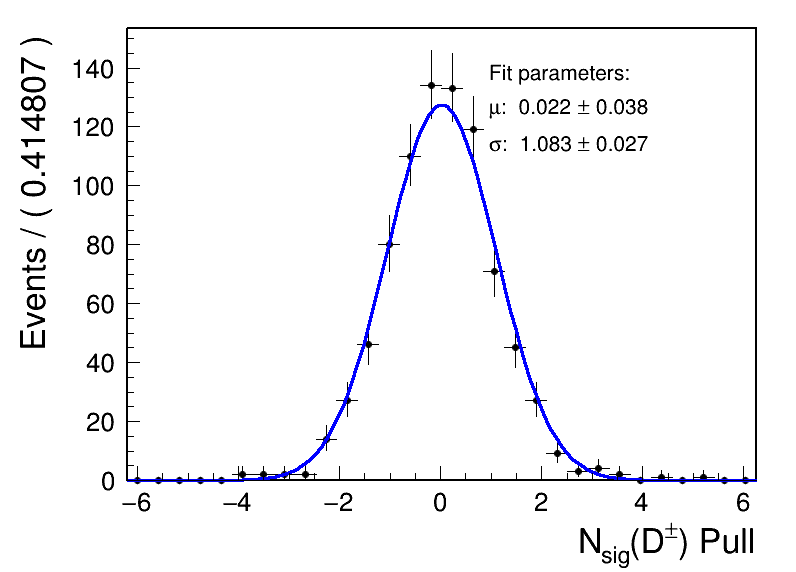 Events / ( 0.414807 )
140
120
100
80
60
40
20
0
Fit parameters:
μ: 0.022 ± 0.038
σ: 1.083 ± 0.027
−6 −4 −2 0 2 4 6
Nsig(D±) Pull